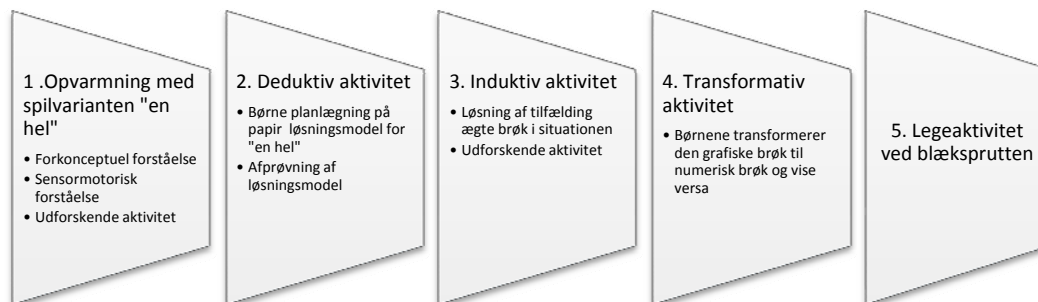 1 .Opvarmning med
spilvarianten "en
hel"
• Forkonceptuel forståelse
• Sensormotorisk
forståelse
• Udforskende aktivitet
2. Deduktiv aktivitet
• Børne planlægning på
papir løsningsmodel for
"en hel"
• Afprøvning af
løsningsmodel
3. Induktiv aktivitet
• Løsning af tilfælding
ægte brøk i situationen
• Udforskende aktivitet
4. Transformativ
aktivitet
• Børnene transformerer
den grafiske brøk til
numerisk brøk og vise
versa
5. Legeaktivitet
ved blæksprutten